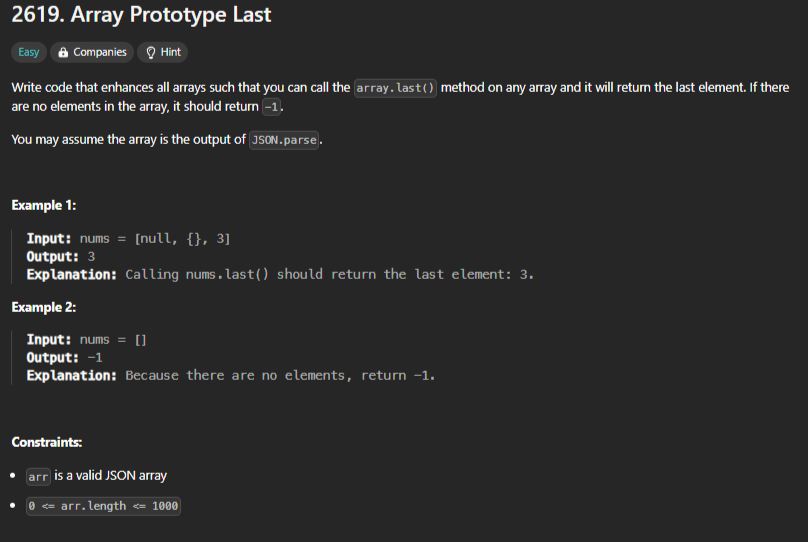 2619. Array Prototype Last
Easy Companies Hint
Write code that enhances all arrays such that you can call the array.last() method on any array and it will return the last element. If there
are no elements in the array, it should return -1.
You may assume the array is the output of JSON.parse.
Example 1:
Input: nums = [null, {}, 3]
Output: 3
Explanation: Calling nums.last() should return the last element: 3.
Example 2:
Input: nums = []
Output: -1
Explanation: Because there are no elements, return -1.
Constraints:
• arr is a valid JSON array
• 0 <= arr.length <= 1000